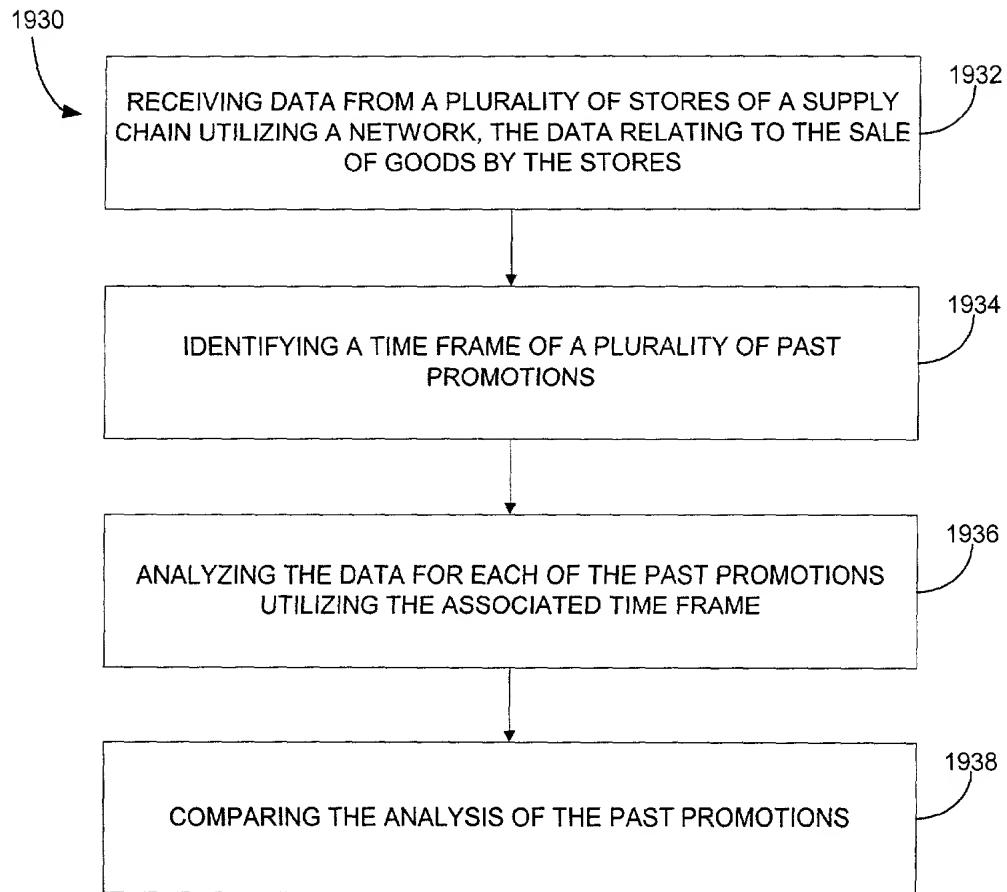 1930
1932
RECEIVING DATA FROM A PLURALITY OF STORES OF A SUPPLY
CHAIN UTILIZING A NETWORK, THE DATA RELATING TO THE SALE
OF GOODS BY THE STORES
1934
IDENTIFYING A TIME FRAME OF A PLURALITY OF PAST
PROMOTIONS
1936
ANALYZING THE DATA FOR EACH OF THE PAST PROMOTIONS
UTILIZING THE ASSOCIATED TIME FRAME
1938
COMPARING THE ANALYSIS OF THE PAST PROMOTIONS